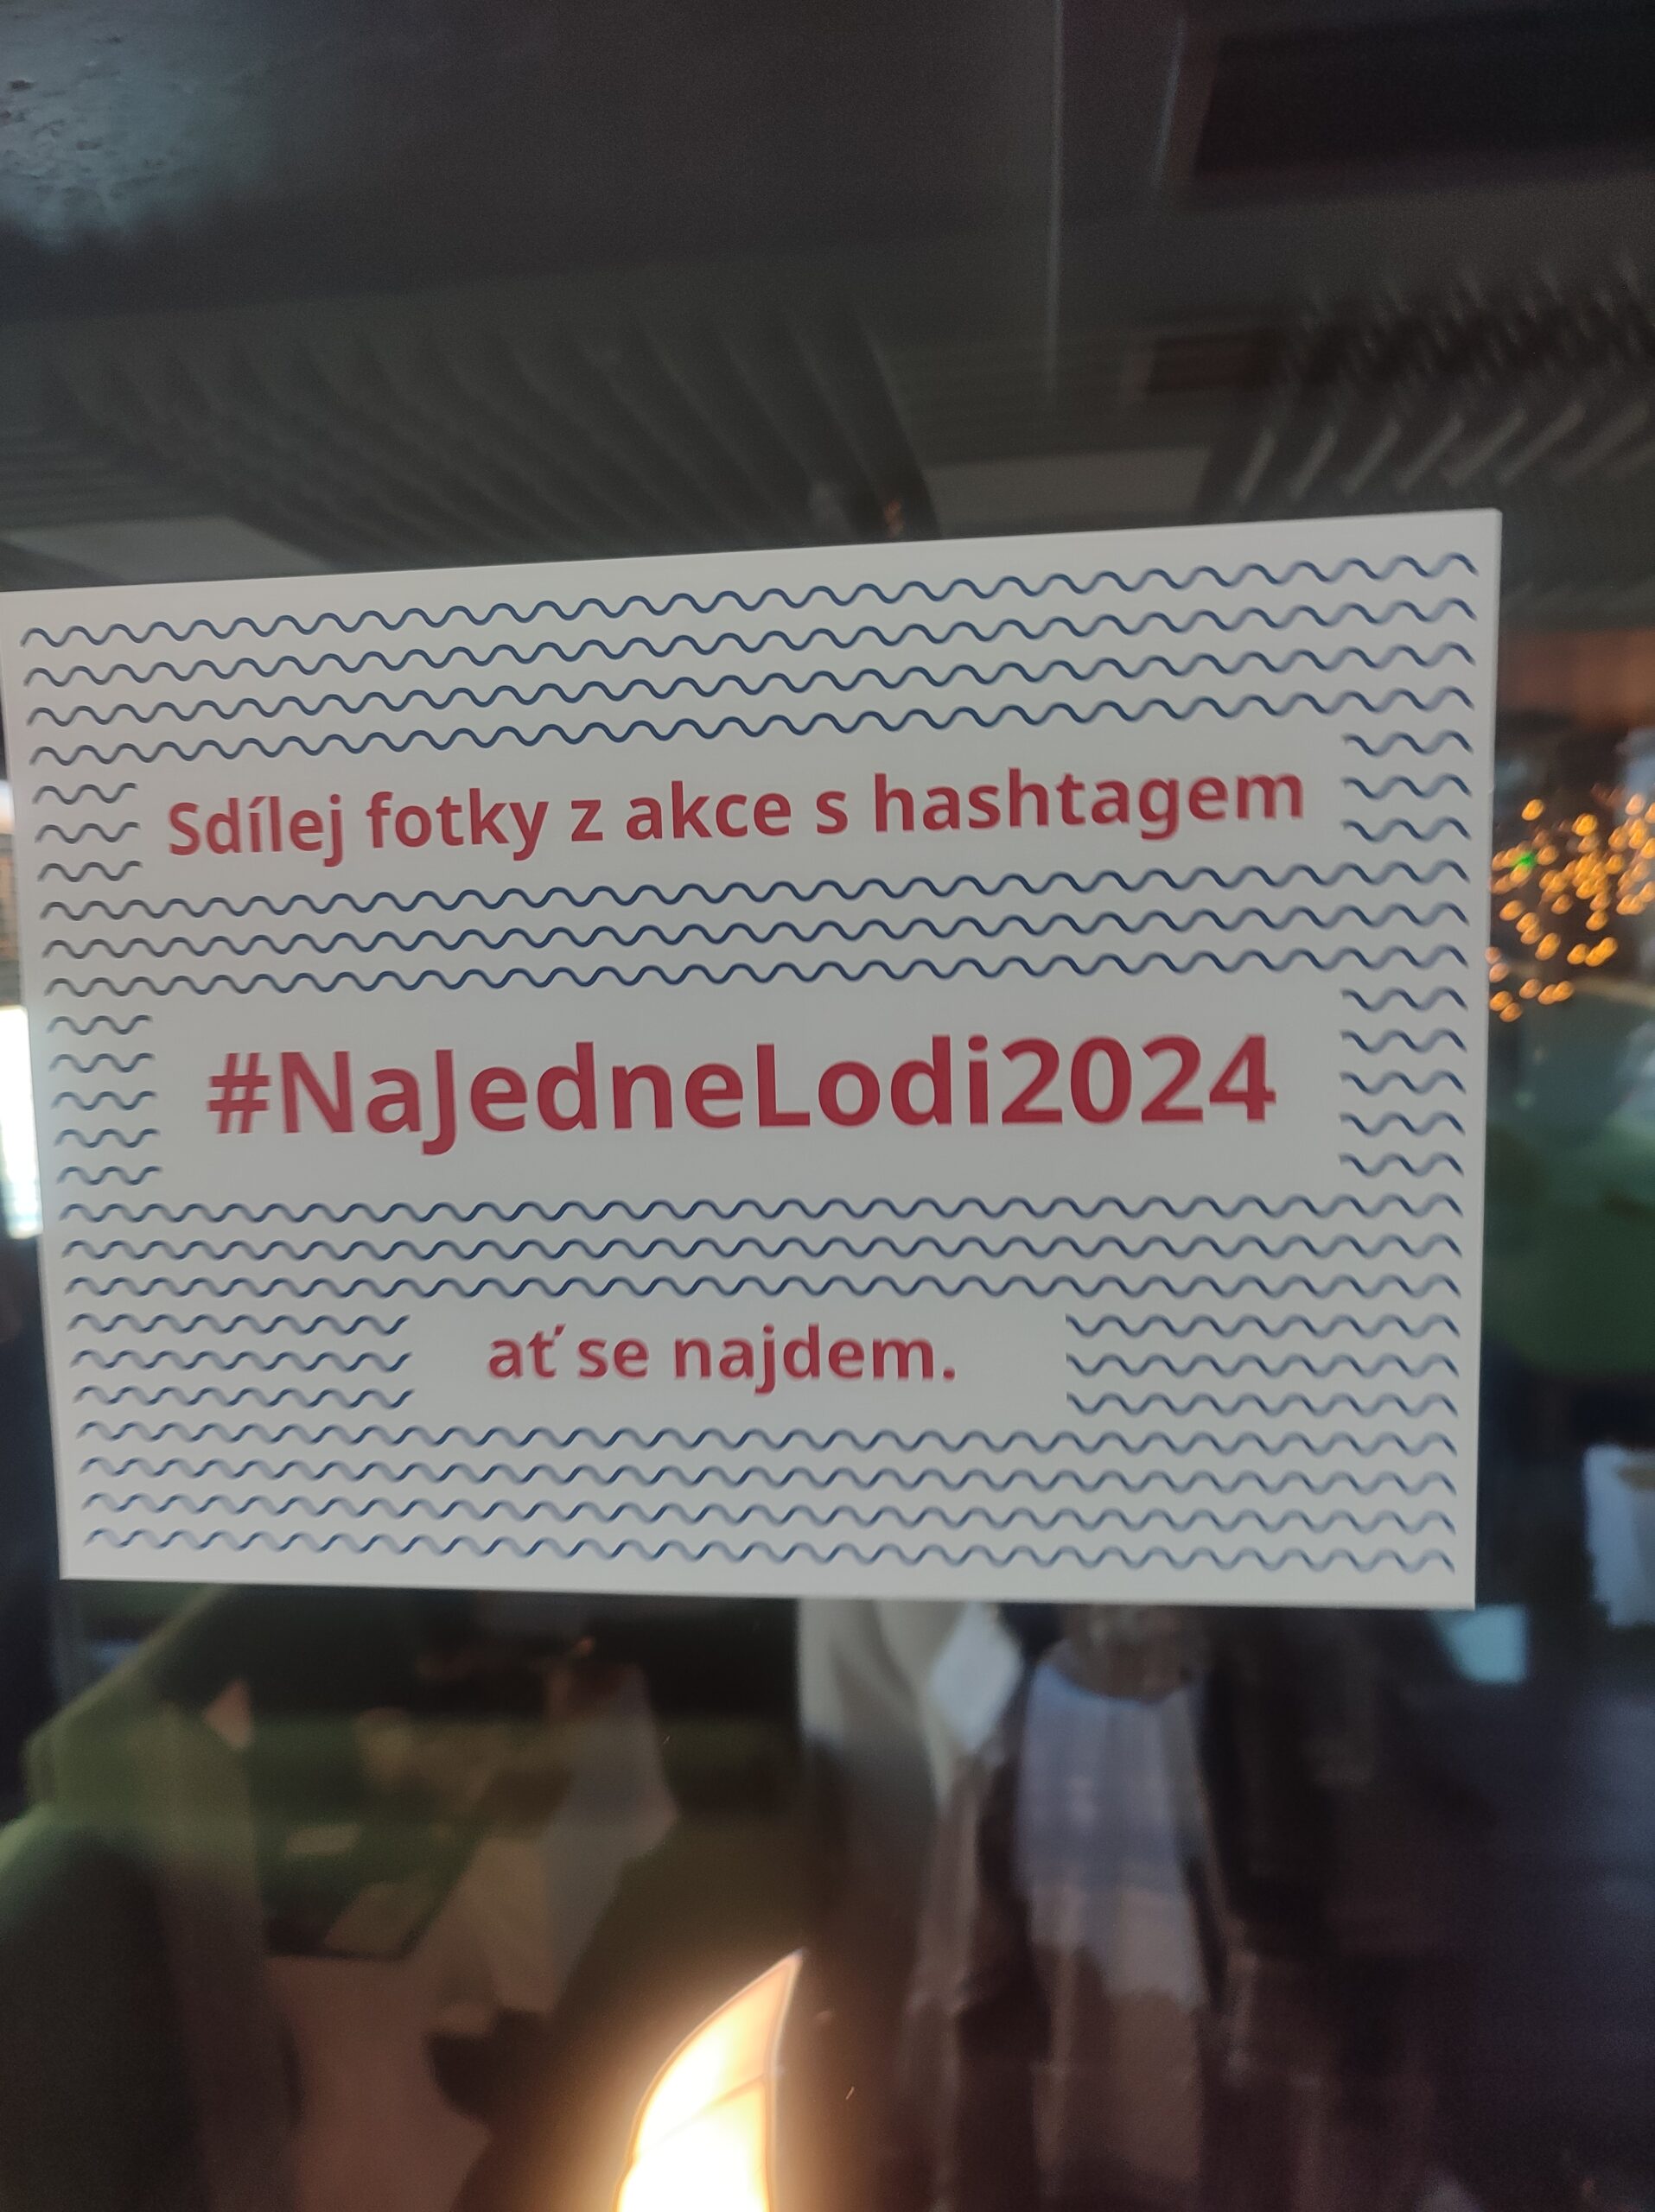 Sdílej fotky z akce s hashtagem
#NaJedneLodi2024
ať se najdem.